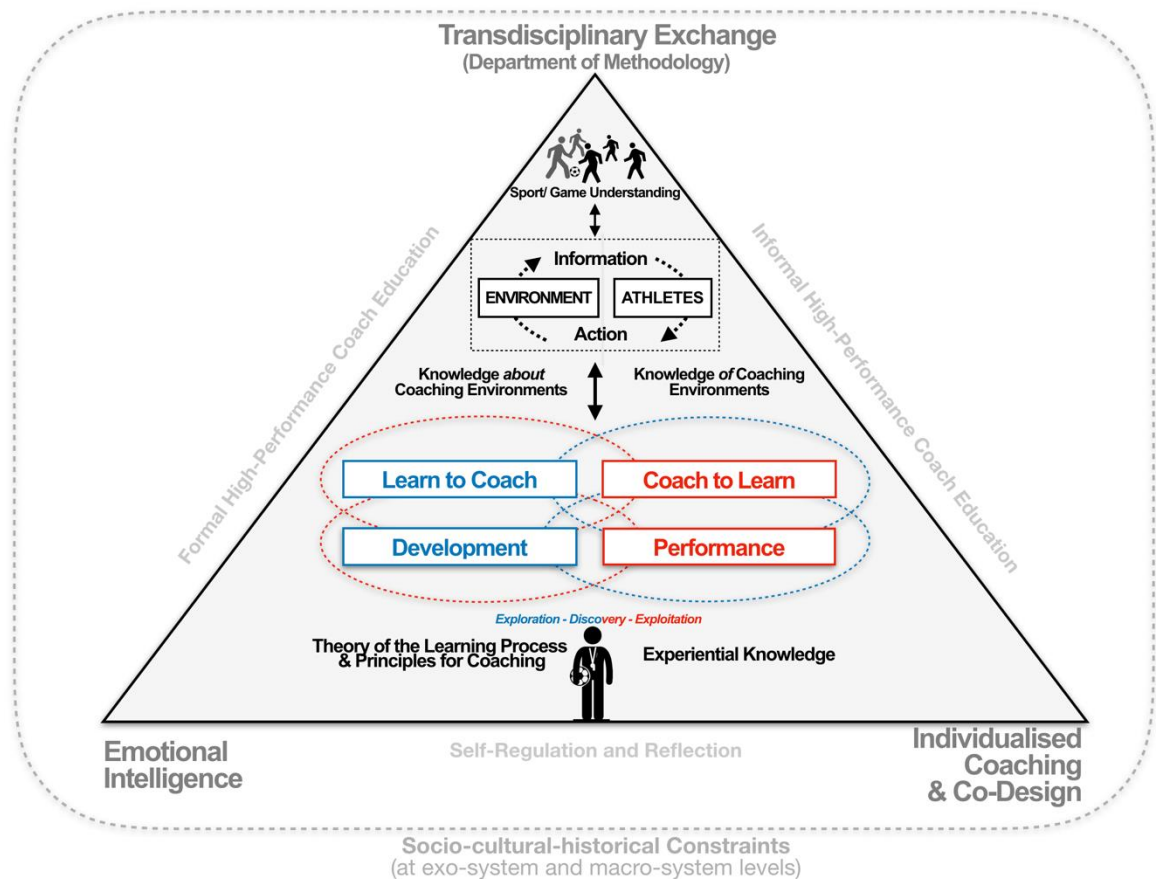 Transdisciplinary Exchange
(Department of Methodology)
Sport/ Game Understanding
Information
ENVIRONMENT
ATHLETES
Action
Formal High-Performance Coach Education
Informal High-Performance Coach Education
Knowledge about
Coaching Environments
Knowledge of Coaching
Environments
Learn to Coach
Coach to Learn
Development
Performance
Exploration - Discovery - Exploitation
Theory of the Learning Process
& Principles for Coaching
Experiential Knowledge
Emotional
Intelligence
Self-Regulation and Reflection
Individualised
Coaching
& Co-Design
Socio-cultural-historical Constraints
(at exo-system and macro-system levels)